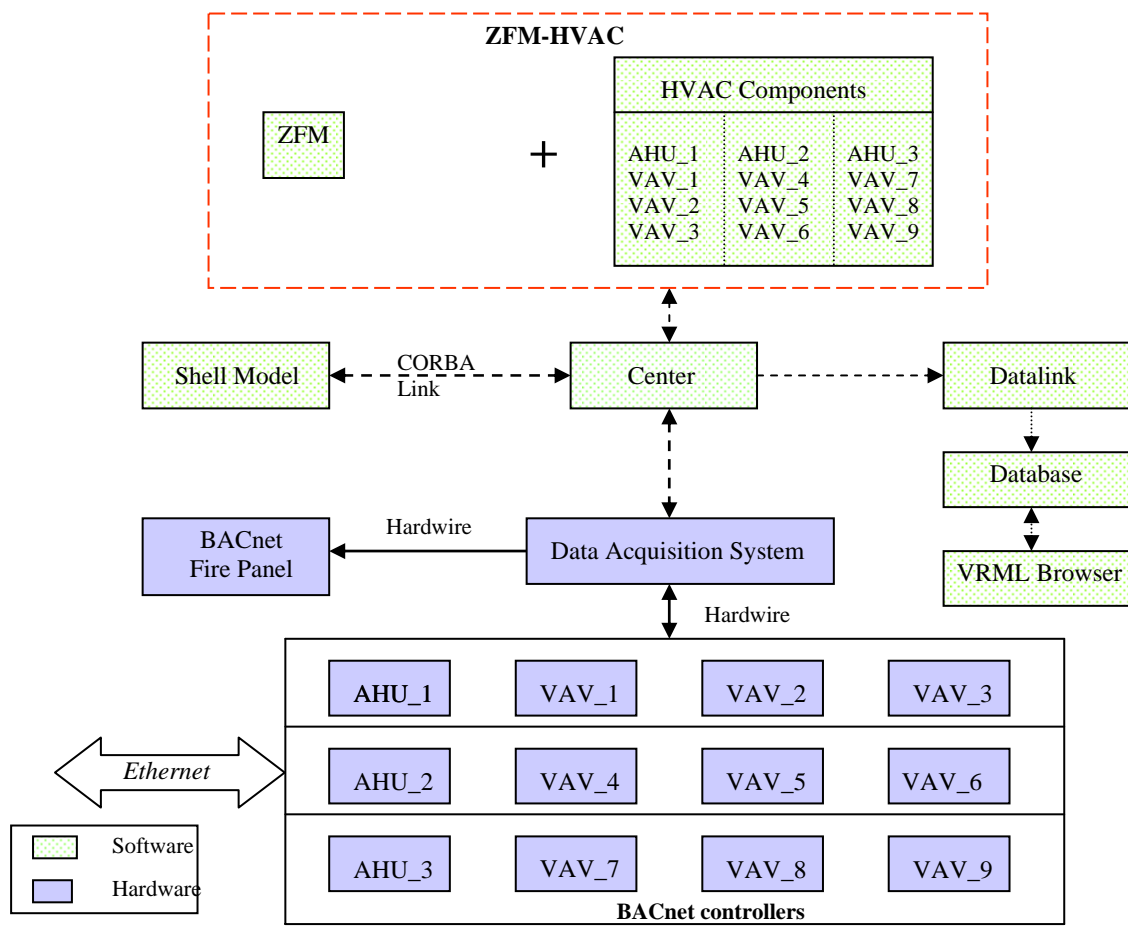 ZFM-HVAC
ZFM
+
HVAC Components
AHU_1 AHU_2 AHU_3
VAV_1 VAV_4 VAV_7
VAV_2 VAV_5 VAV_8
VAV_3 VAV_6 VAV_9
Shell Model
CORBA
Link
Center
Datalink
Database
VRML Browser
BACnet
Fire Panel
Hardwire
Data Acquisition System
Hardwire
AHU_1 VAV_1 VAV_2 VAV_3
Ethernet
AHU_2 VAV_4 VAV_5 VAV_6
AHU_3 VAV_7 VAV_8 VAV_9
BACnet controllers
Software
Hardware